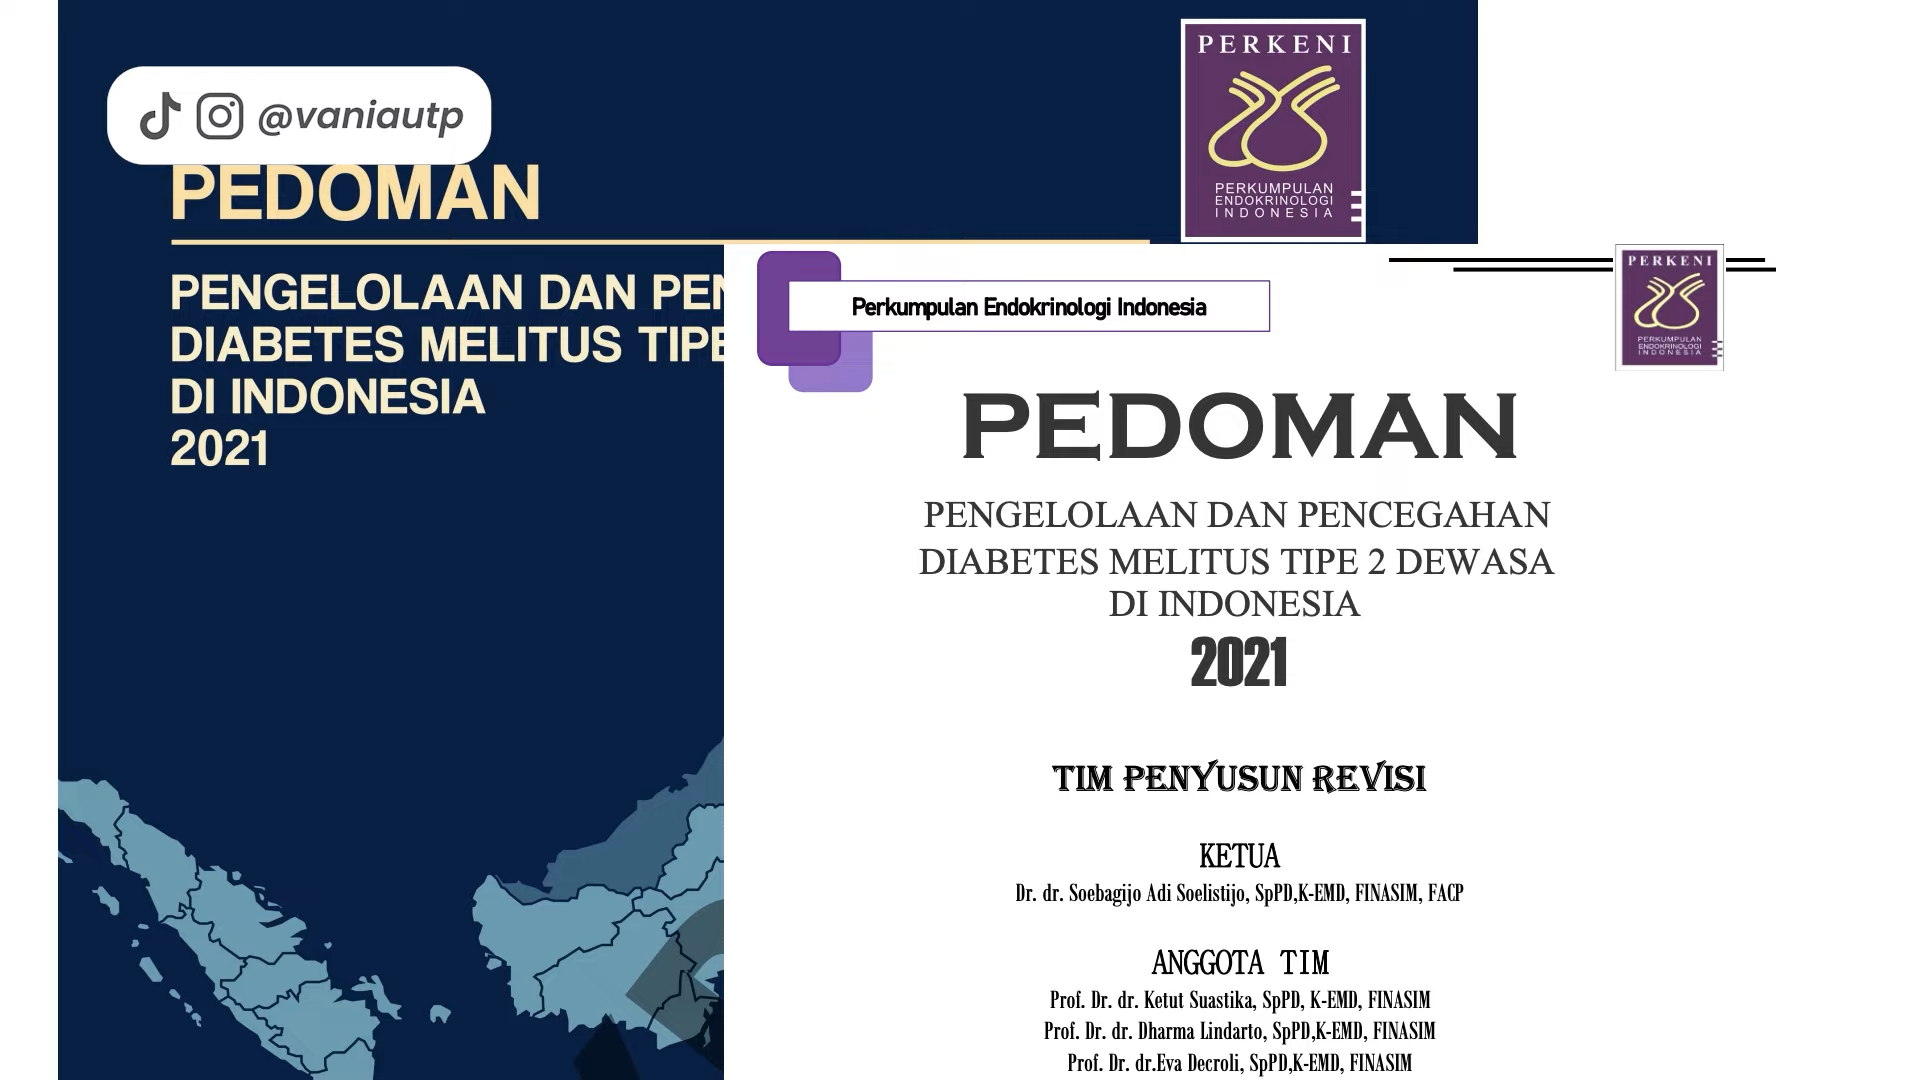 @vaniautp
PEDOMAN
PENGELOLAAN DAN
DIABETES MELITUS
DI INDONESIA
2021
PERKENI
PERKUMPULAN
ENDOKRINOLOGI
INDONESIA
Perkumpulan Endokrinologi Indonesia
PERKENI
PERKUMPULAN
ENDOKRINOLOGI
INDONESIA
PEDOMAN
PENGELOLAAN DAN PENCEGAHAN
DIABETES MELITUS TIPE 2 DEWASA
DI INDONESIA
2021
TIM PENYUSUN REVISI
KETUA
Dr. dr. Soebagijo Adi Soelistijo, SpPD,K-EMD, FINASIM, FACP
ANGGOTA TIM
Prof. Dr. dr. Ketut Suastika, SpPD, K-EMD, FINASIM
Prof. Dr. dr. Dharma Lindarto, SpPD,K-EMD, FINASIM
Prof. Dr. dr.Eva Decroli, SpPD,K-EMD, FINASIM